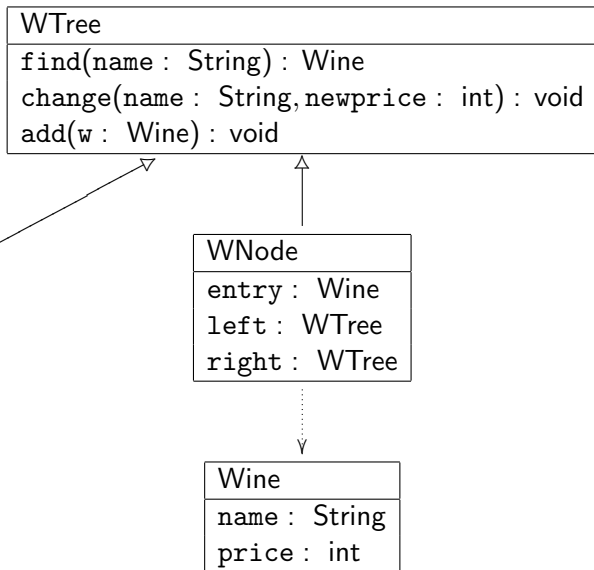 WTree
find(name : String) : Wine
change(name : String, newprice : int) : void
add(w : Wine) : void
WNode
entry : Wine
left : WTree
right : WTree
Wine
name : String
price : int